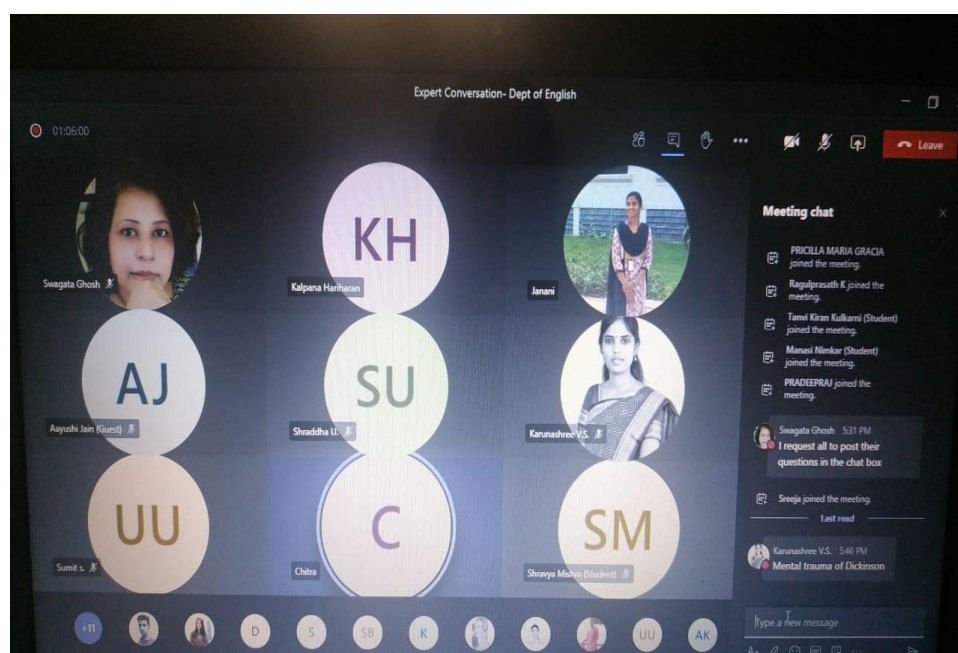 Expert Conversation- Dept of English
01:06:00
Leave
Swagata Ghosh
KH
Kalpana Hariharan
Janani
AJ
Aayushi Jain (Guest)
SU
Shraddha U.
Karunashree V.S.
UU
Sumit s.
C
Chitra
SM
Shravya Mishra (Student)
+11
D
S
SB
K
UU
AK
Meeting chat
PRICILLA MARIA GRACIA
joined the meeting.
Ragulprasath K joined the
meeting.
Tanvi Kiran Kulkarni (Student)
joined the meeting.
Manasi Nimkar (Student)
joined the meeting.
PRADEEPRAJ joined the
meeting.
Swagata Ghosh 5:31 PM
I request all to post their
questions in the chat box
Sreeja joined the meeting.
Last read
Karunashree V.S. 5:46 PM
Mental trauma of Dickinson
Type a new message